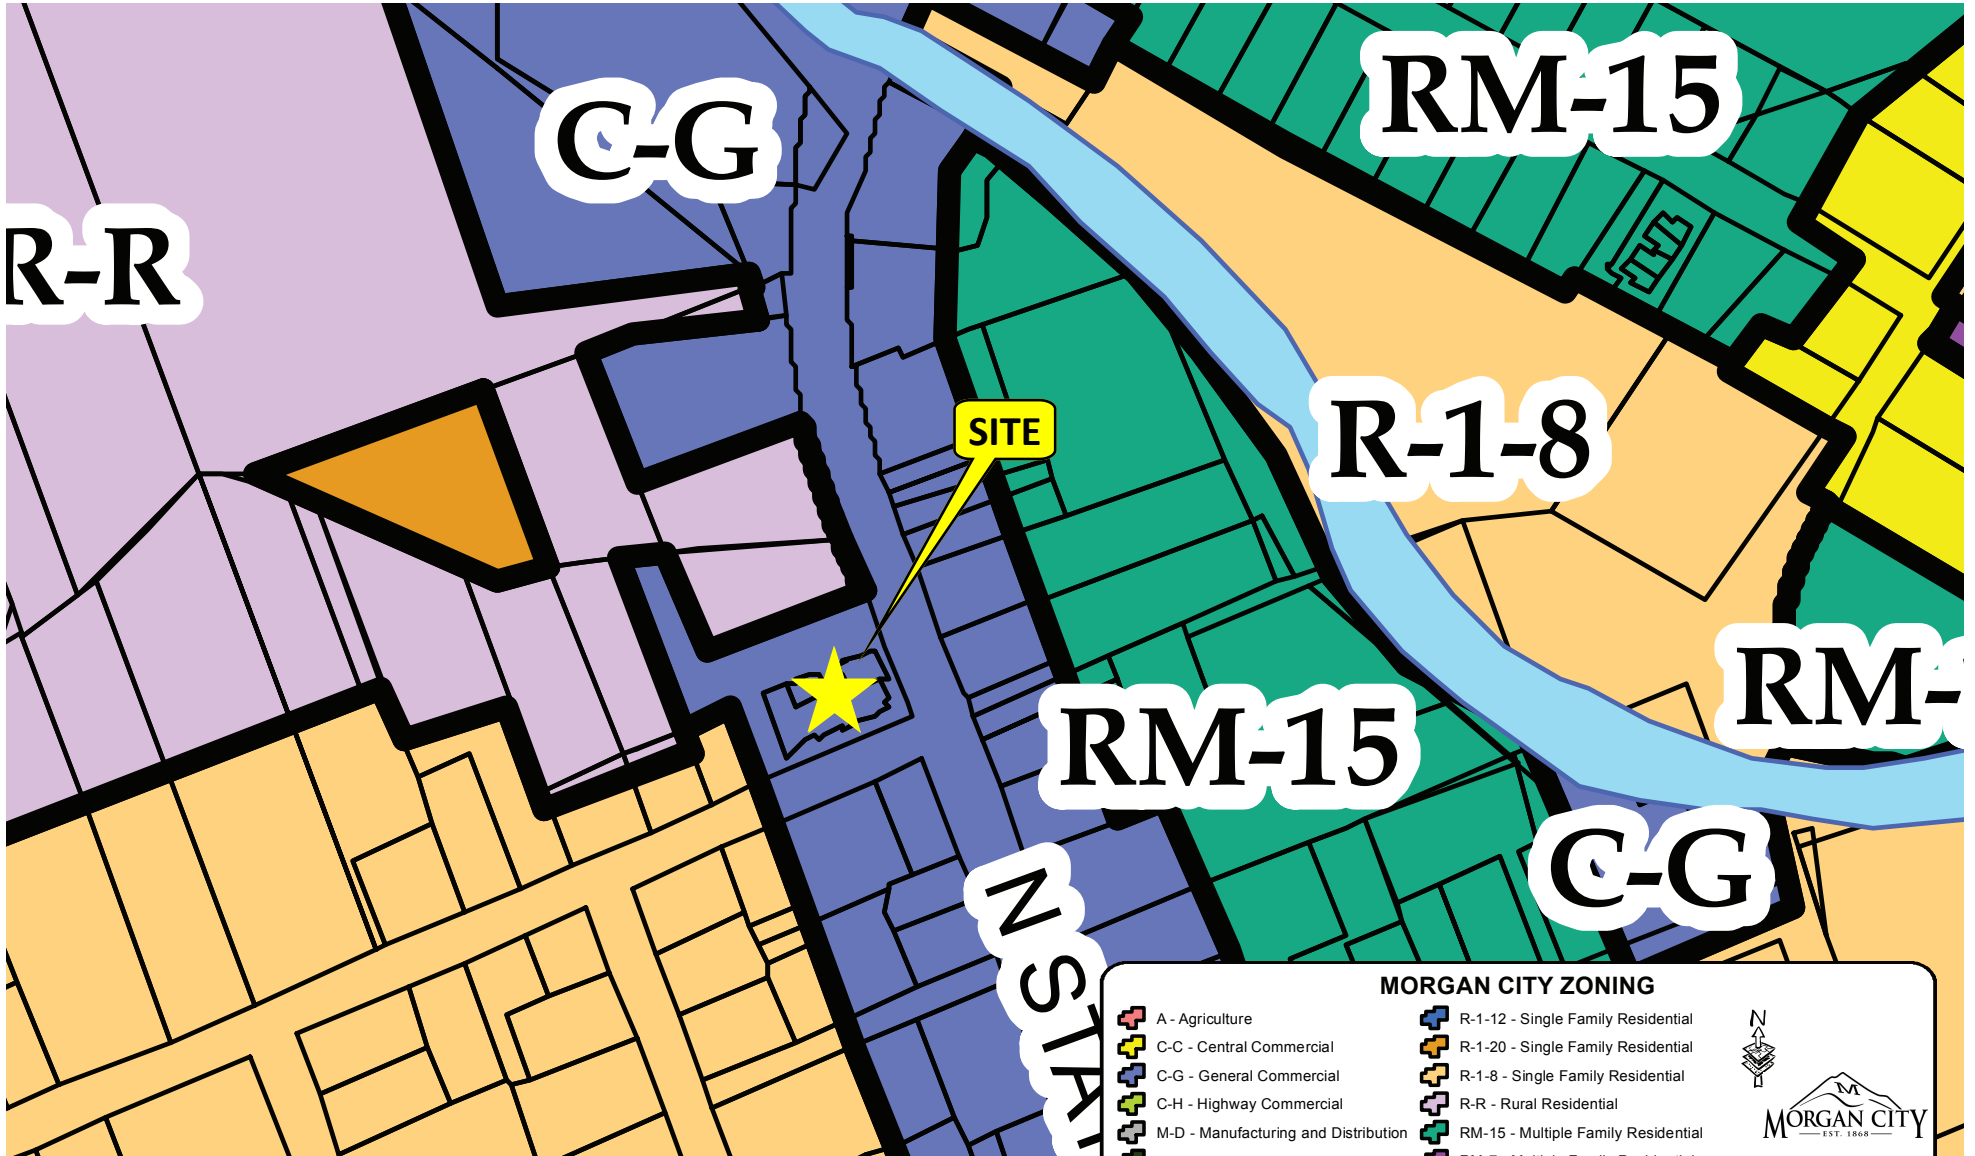 C-G
RM-15
R-R
SITE
R-1-8
RM-
RM-15
C-G
N STA
MORGAN CITY ZONING
A - Agriculture
C-C - Central Commercial
C-G - General Commercial
C-H - Highway Commercial
M-D - Manufacturing and Distribution
R-1-12 - Single Family Residential
R-1-20 - Single Family Residential
R-1-8 - Single Family Residential
R-R - Rural Residential
RM-15 - Multiple Family Residential
N
M
MORGAN CITY
EST. 1868